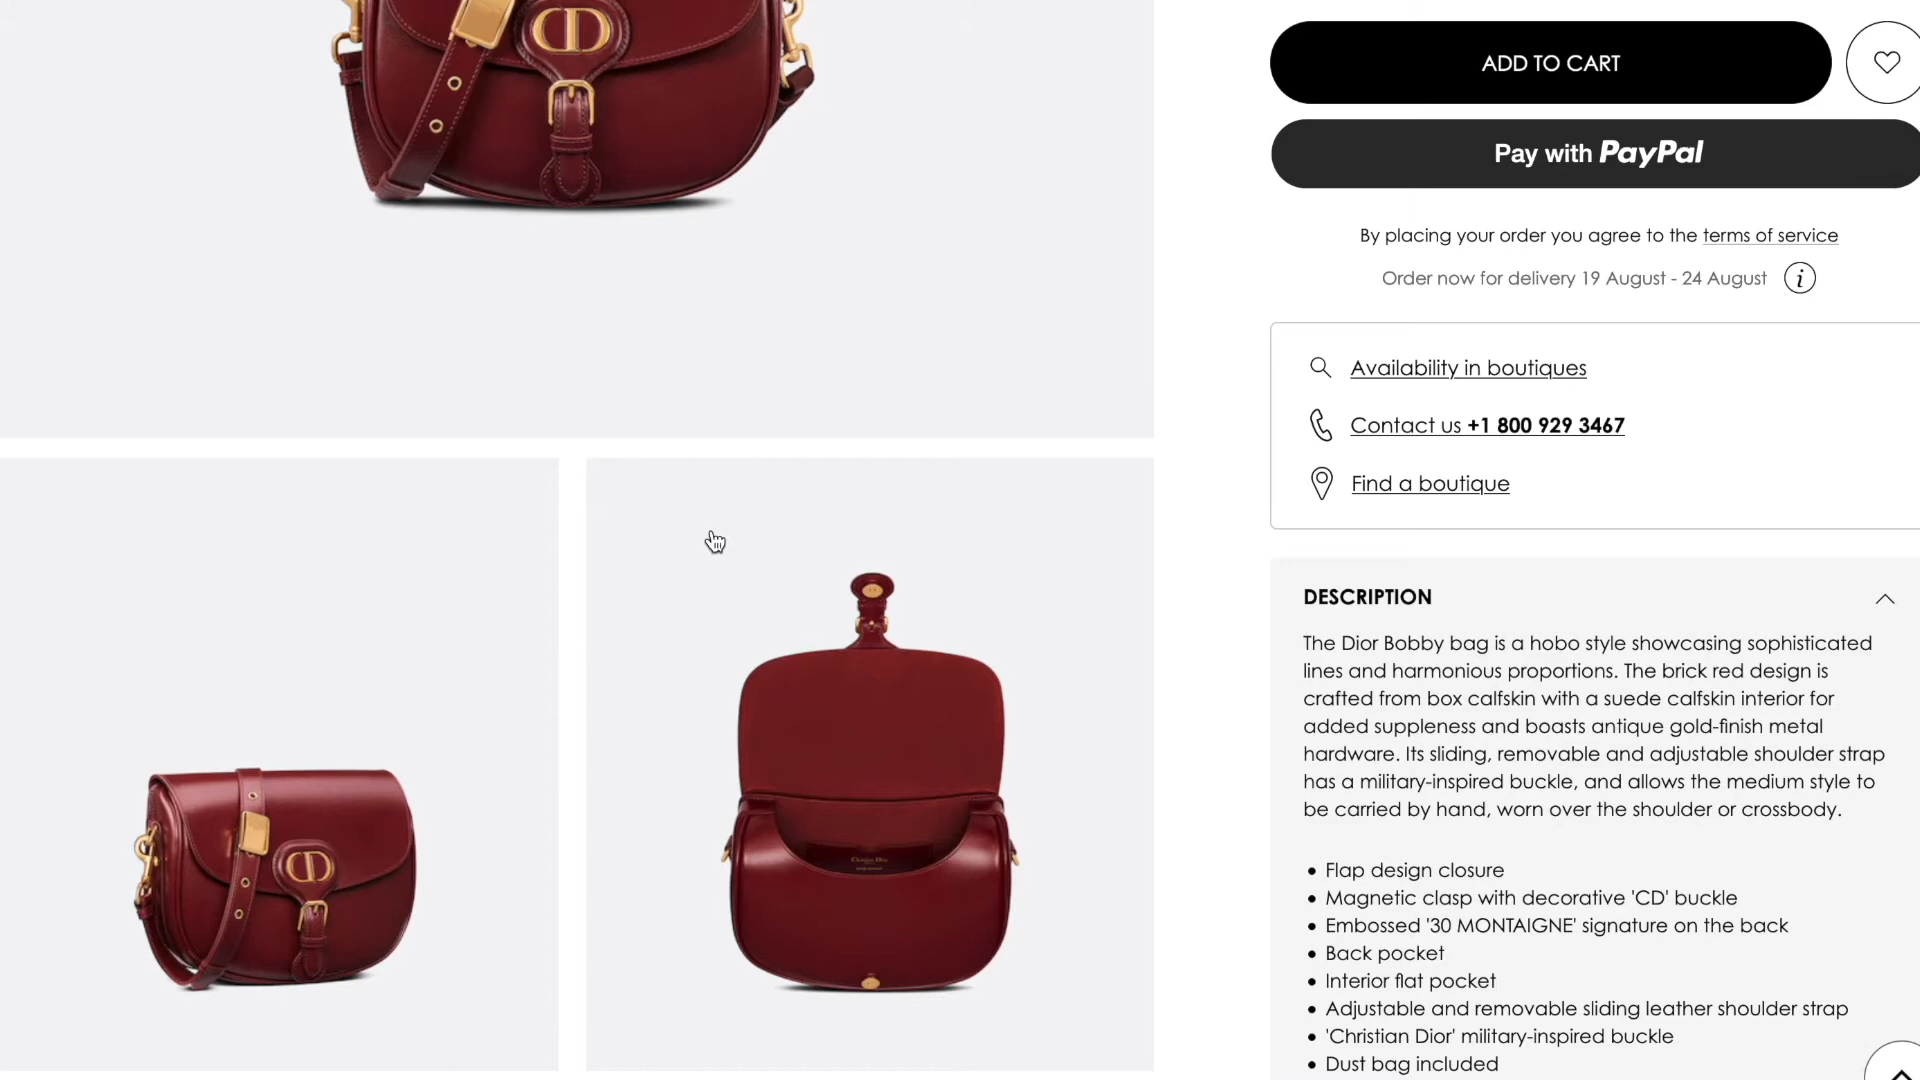 ADD TO CART
Pay with PayPal
By placing your order you agree to the terms of service
Order now for delivery 19 August - 24 August
Availability in boutiques
Contact us +1 800 929 3467
Find a boutique
DESCRIPTION
The Dior Bobby bag is a hobo style showcasing sophisticated
lines and harmonious proportions. The brick red design is
crafted from box calfskin with a suede calfskin interior for
added suppleness and boasts antique gold-finish metal
hardware. Its sliding, removable and adjustable shoulder strap
has a military-inspired buckle, and allows the medium style to
be carried by hand, worn over the shoulder or crossbody.
• Flap design closure
• Magnetic clasp with decorative 'CD' buckle
• Embossed '30 MONTAIGNE' signature on the back
• Back pocket
• Interior flat pocket
• Adjustable and removable sliding leather shoulder strap
• 'Christian Dior' military-inspired buckle
• Dust bag included
CD
CD
Christian Dior